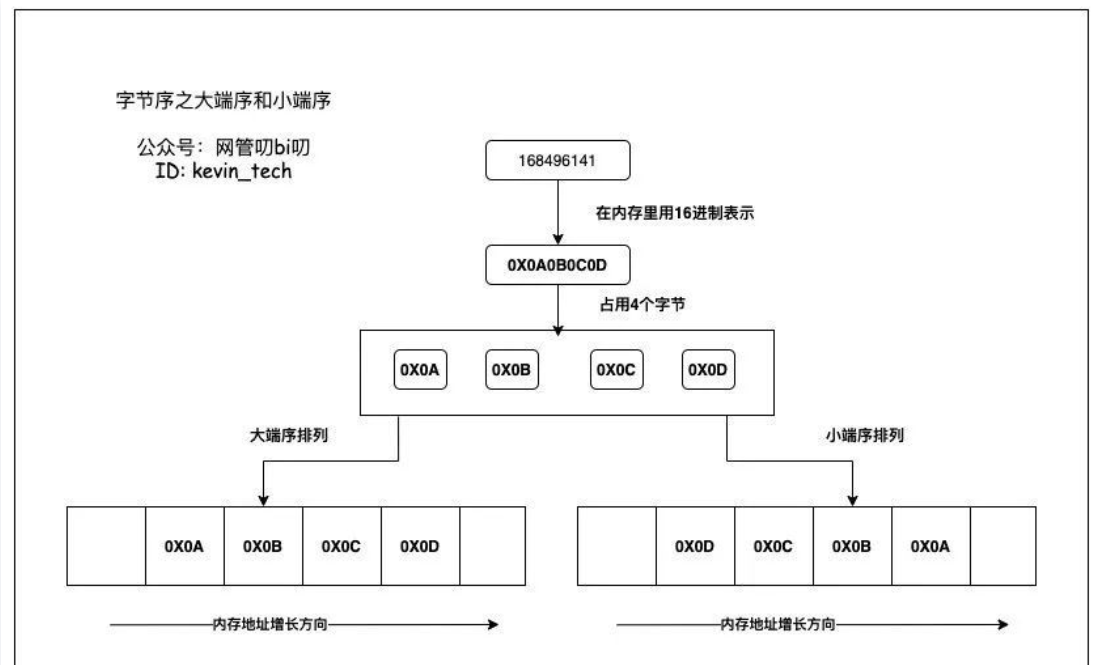 字节序之大端序和小端序
公众号：网管叨bi叨
ID: kevin_tech
168496141
在内存里用16进制表示
0X0A0B0C0D
占用4个字节
0X0A 0X0B 0X0C 0X0D
大端序排列 小端序排列
0X0A 0X0B 0X0C 0X0D 0X0D 0X0C 0X0B 0X0A
内存地址增长方向 内存地址增长方向